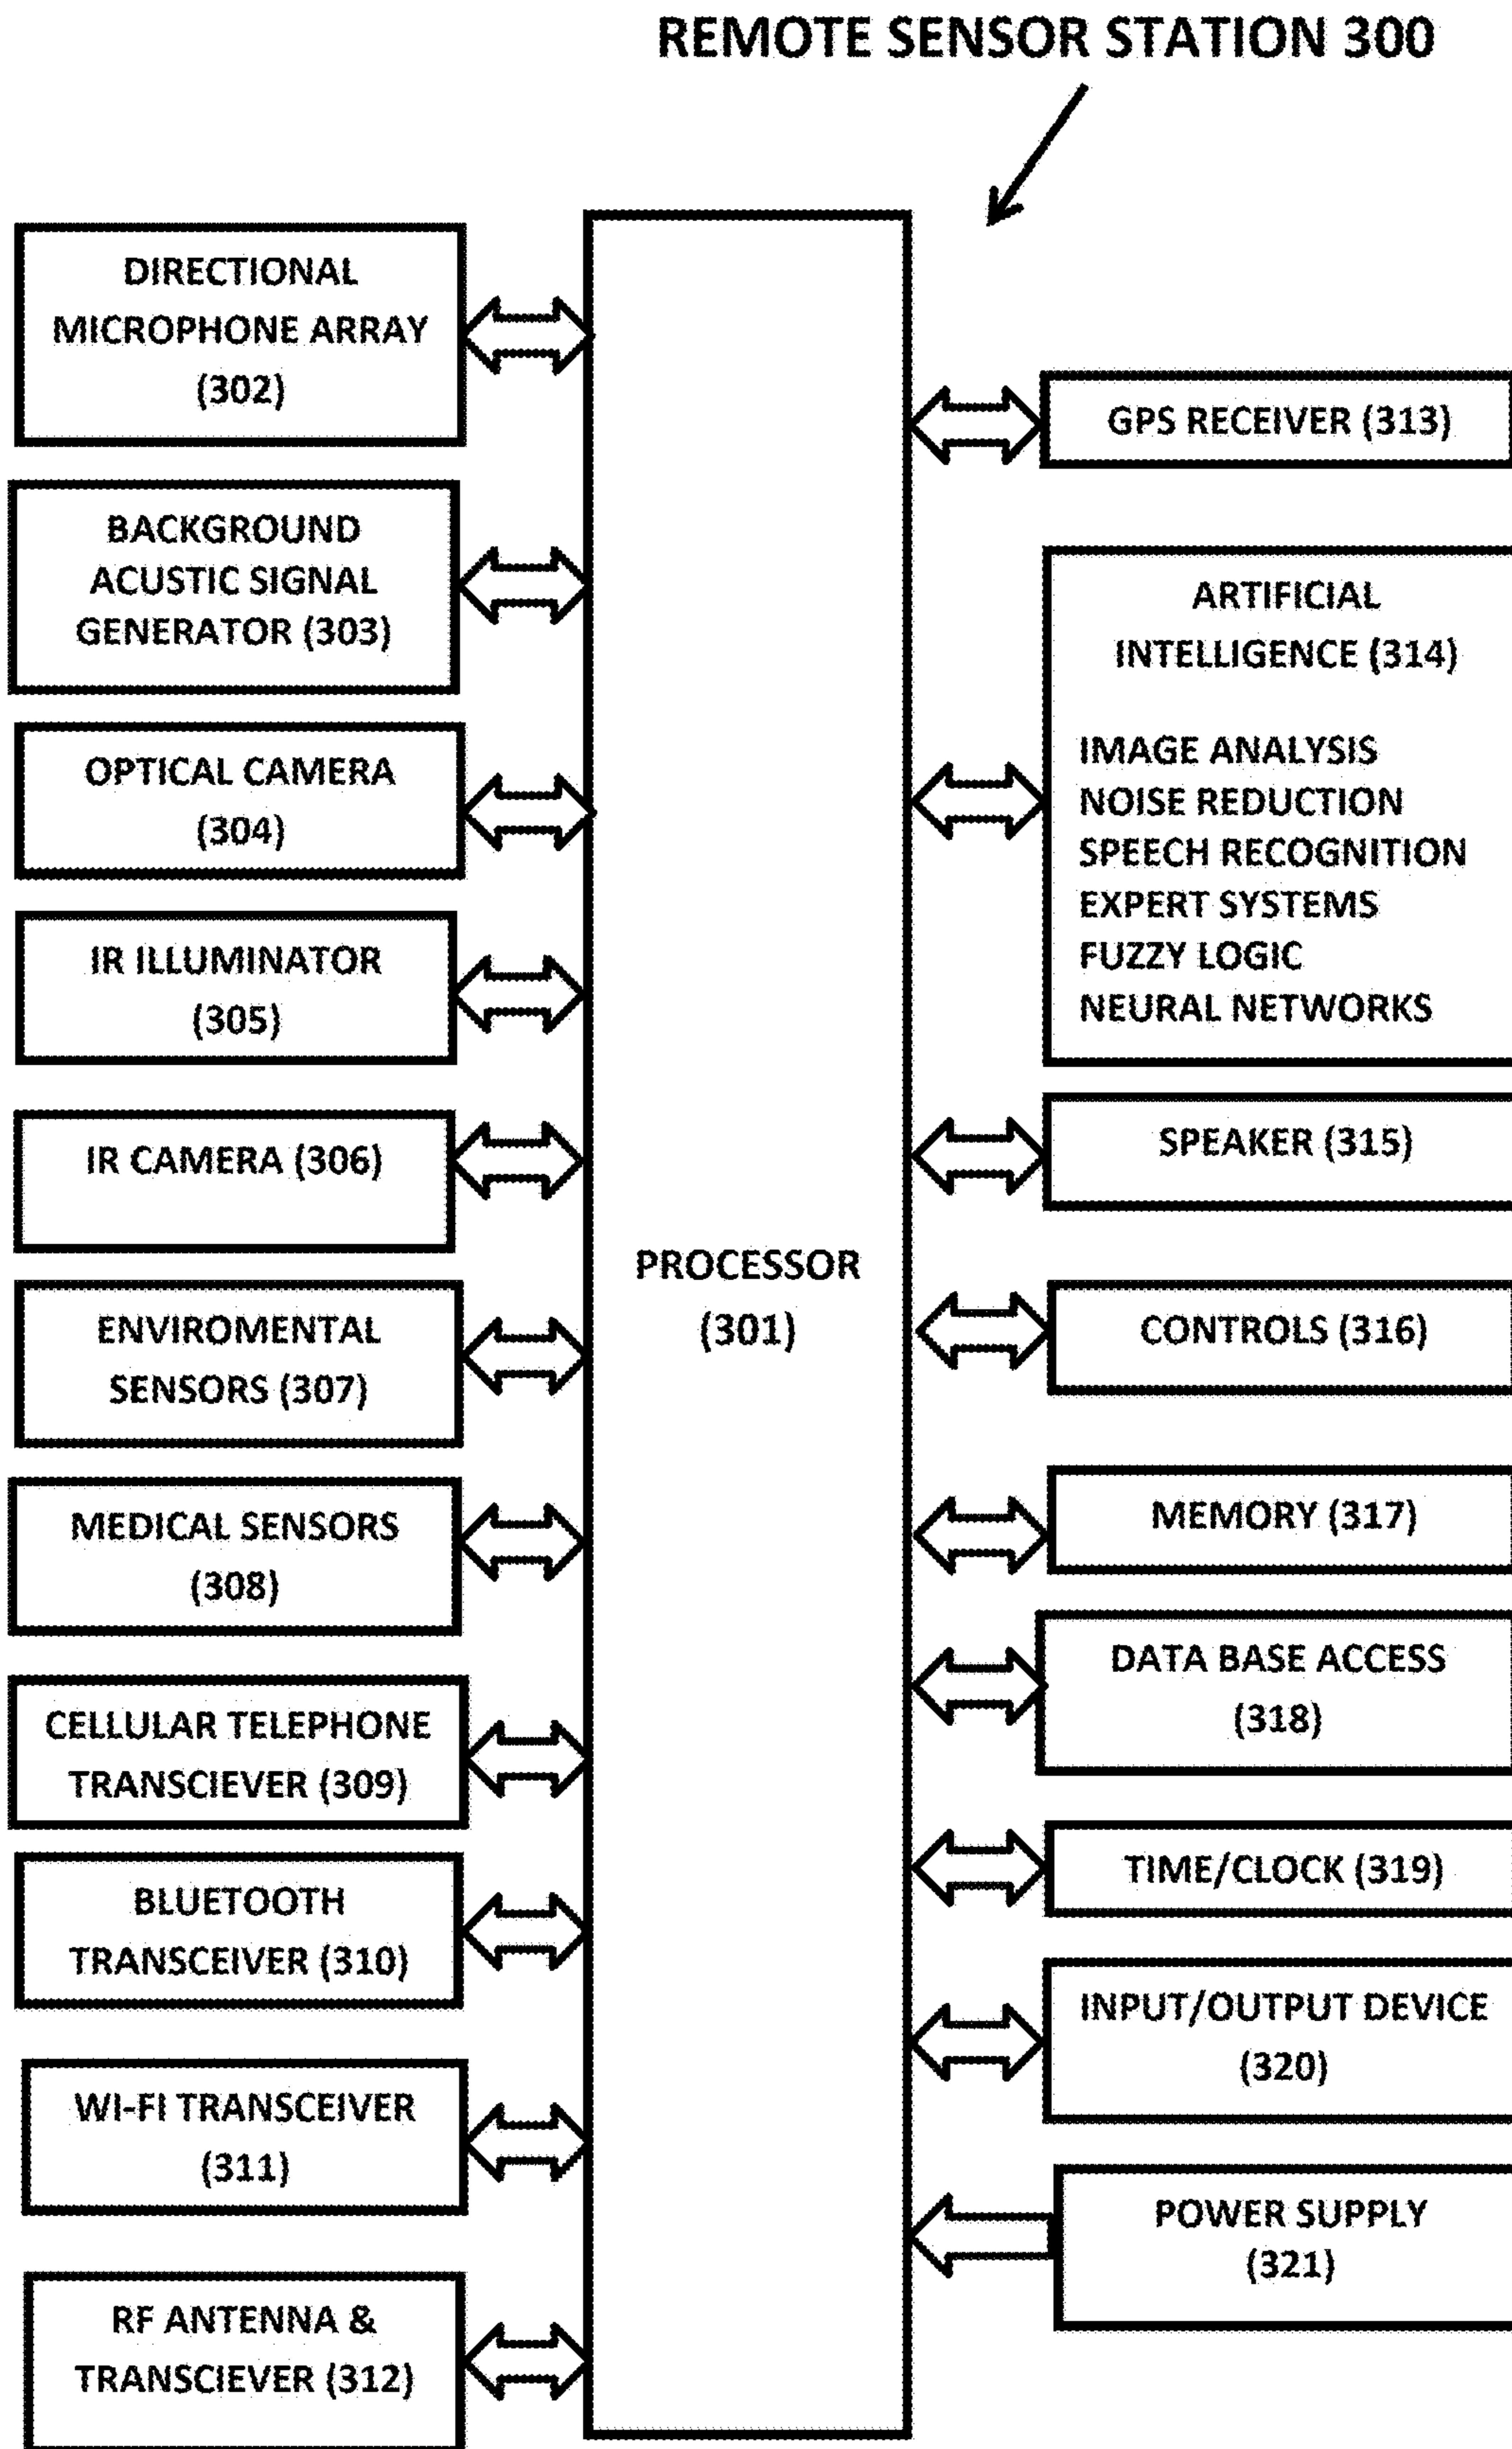 REMOTE SENSOR STATION 300
DIRECTIONAL
MICROPHONE ARRAY
(302)
BACKGROUND
ACUSTIC SIGNAL
GENERATOR (303)
OPTICAL CAMERA
(304)
IR ILLUMINATOR
(305)
IR CAMERA (306)
ENVIROMENTAL
SENSORS (307)
MEDICAL SENSORS
(308)
CELLULAR TELEPHONE
TRANSCIEVER (309)
BLUETOOTH
TRANSCEIVER (310)
WI-FI TRANSCEIVER
(311)
RF ANTENNA &
TRANSCIEVER (312)
PROCESSOR
(301)
GPS RECEIVER (313)
ARTIFICIAL
INTELLIGENCE (314)
IMAGE ANALYSIS
NOISE REDUCTION
SPEECH RECOGNITION
EXPERT SYSTEMS
FUZZY LOGIC
NEURAL NETWORKS
SPEAKER (315)
CONTROLS (316)
MEMORY (317)
DATA BASE ACCESS
(318)
TIME/CLOCK (319)
INPUT/OUTPUT DEVICE
(320)
POWER SUPPLY
(321)